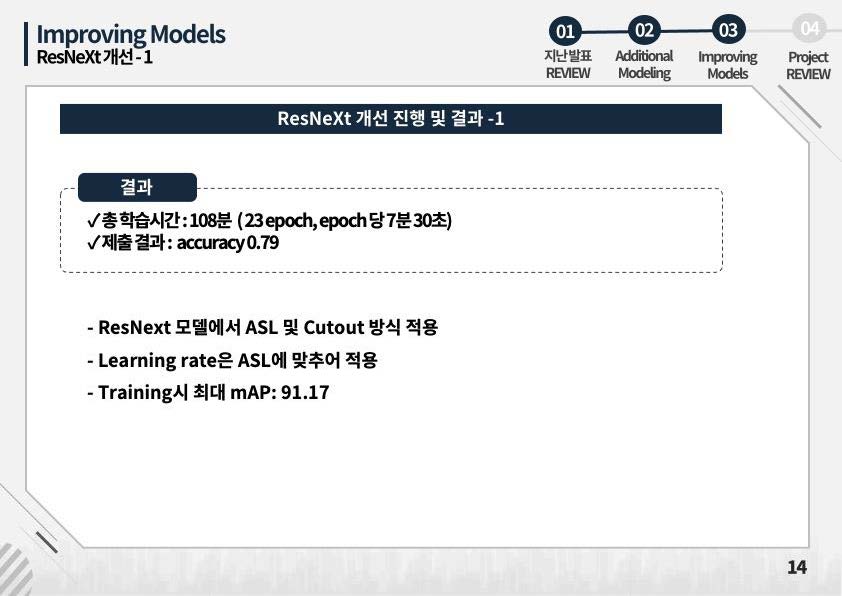 Improving Models
ResNeXt 개선 - 1
01
지난 발표
REVIEW
02
Additional
Modeling
03
Improving
Models
04
Project
REVIEW
ResNeXt 개선 진행 및 결과 -1
결과
✓ 총 학습시간 : 108분 ( 23 epoch, epoch 당 7분 30초)
✓ 제출 결과 : accuracy 0.79
- ResNext 모델에서 ASL 및 Cutout 방식 적용
- Learning rate은 ASL에 맞추어 적용
- Training시 최대 mAP: 91.17
14